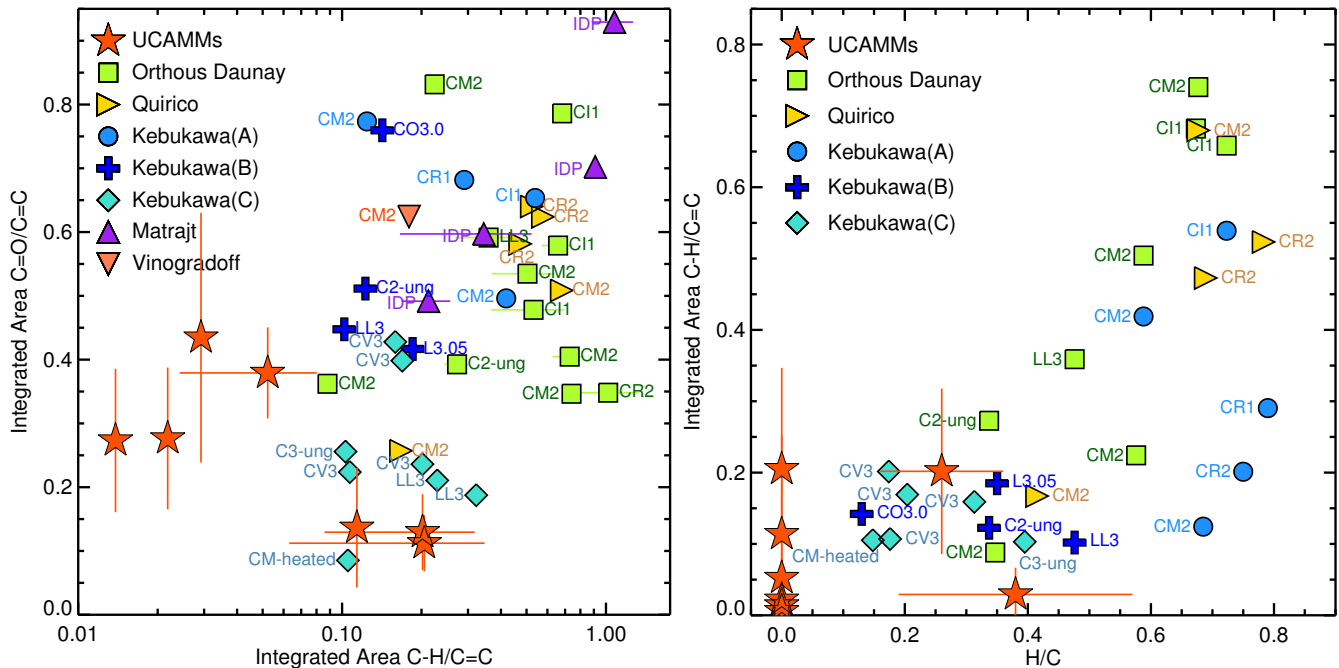 Integrated Area C=O/C=C
0.8
0.6
0.4
0.2
0.0
0.01
0.10
1.00
Integrated Area C-H/C=C
UCAMMs
Orthous Daunay
Quirico
Kebukawa(A)
Kebukawa(B)
Kebukawa(C)
Matrajt
Vinogradoff
IDP
CM2
CI1
CM2
CO3.0
IDP
CR1
CI1
CR2
CM2
CR2
IDP
LL3
CI1
CR2
CM2
C2-ung
CM2
CM2
IDP
CI1
LL3
CV3
L3.05
CV3
C2-ung
CM2
CM2
CM2
CR2
C3-ung
CM2
CV3
CV3
LL3
LL3
CM-heated
Integrated Area C-H/C=C
0.8
0.6
0.4
0.2
0.0
0.0
0.2
0.4
0.6
0.8
H/C
UCAMMs
Orthous Daunay
Quirico
Kebukawa(A)
Kebukawa(B)
Kebukawa(C)
CM2
CI1
CM2
CI1
CI1
CR2
CM2
CR2
CM2
LL3
CR1
C2-ung
CM2
CR2
CV3
L3.05
CV3
CV3
CM2
CO3.0
C2-ung
CM2
CV3
LL3
CM-heated
CM2
C3-ung